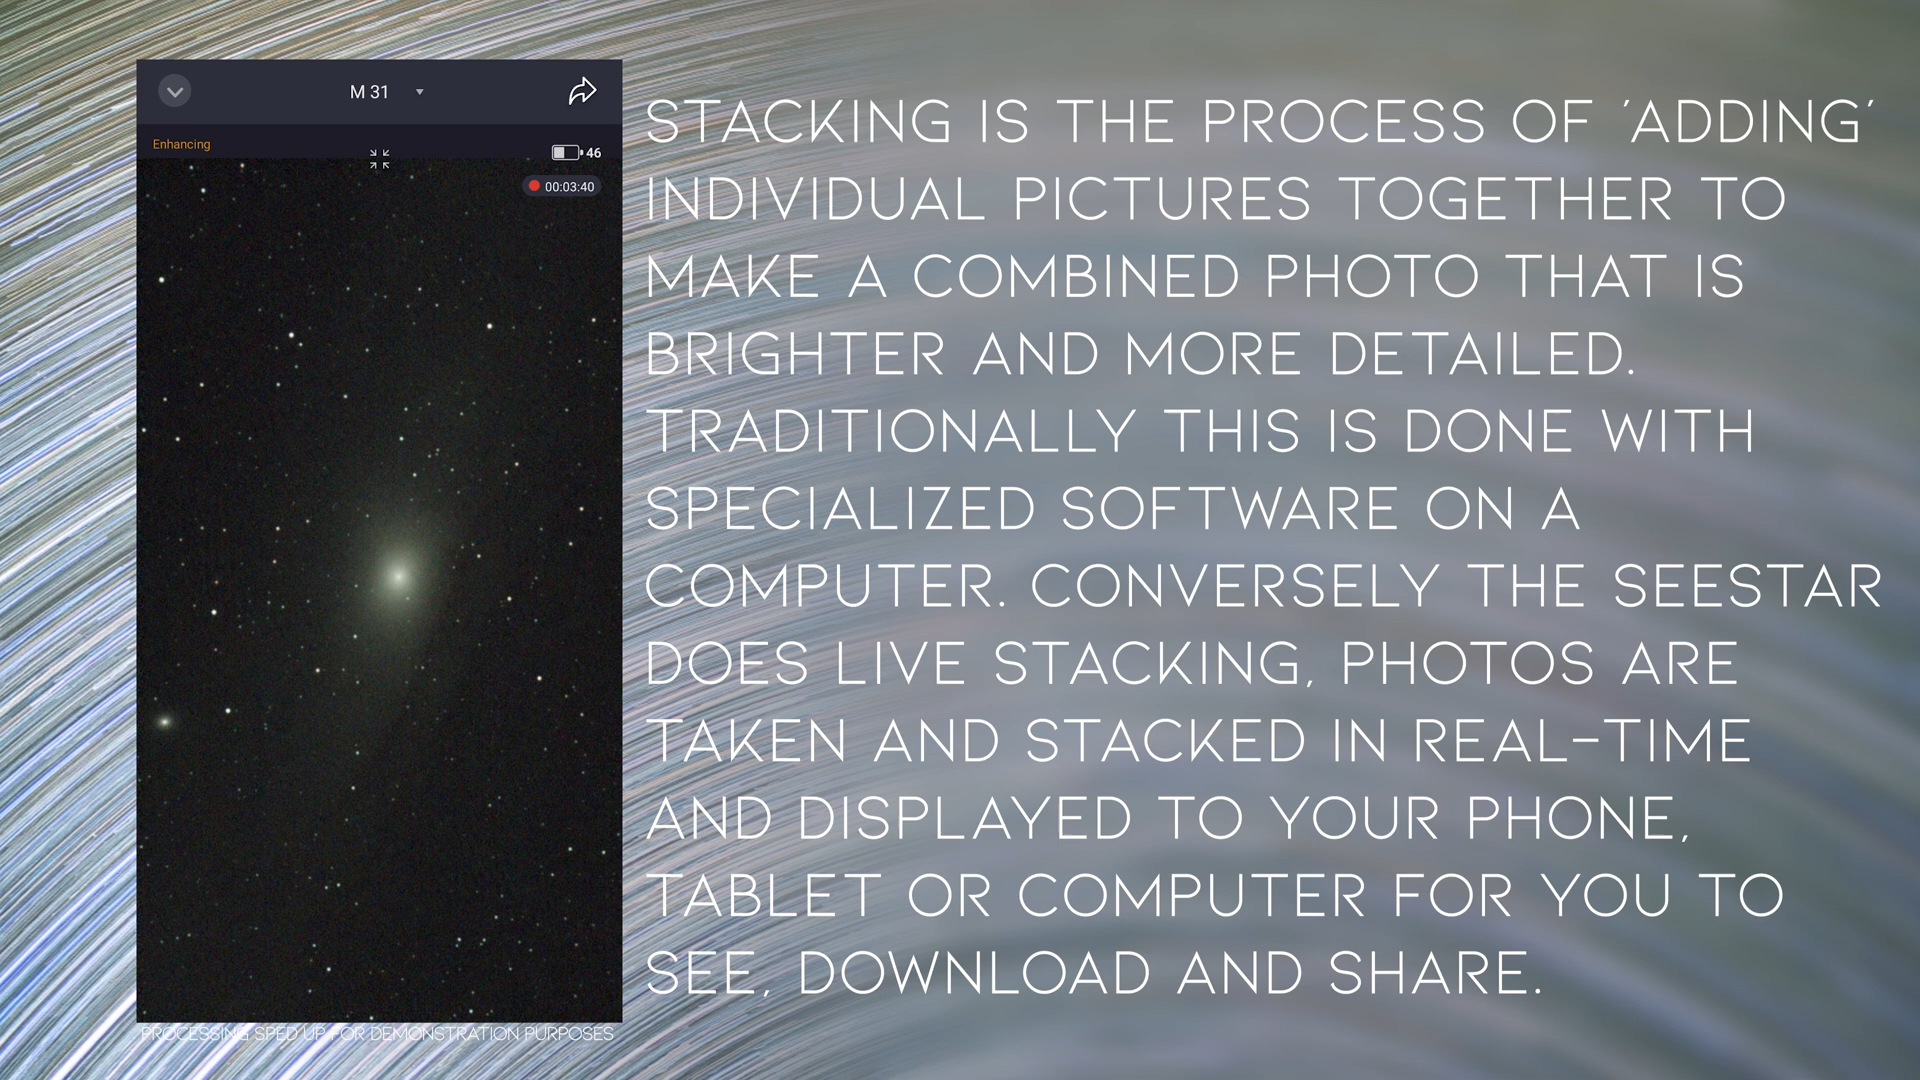 M 31
Enhancing
46
00:03:40
STACKING IS THE PROCESS OF 'ADDING'
INDIVIDUAL PICTURES TOGETHER TO
MAKE A COMBINED PHOTO THAT IS
BRIGHTER AND MORE DETAILED.
TRADITIONALLY THIS IS DONE WITH
SPECIALIZED SOFTWARE ON A
COMPUTER. CONVERSELY THE SEESTAR
DOES LIVE STACKING, PHOTOS ARE
TAKEN AND STACKED IN REAL-TIME
AND DISPLAYED TO YOUR PHONE,
TABLET OR COMPUTER FOR YOU TO
SEE, DOWNLOAD AND SHARE.
PROCESSING SPED UP FOR DEMONSTRATION PURPOSES